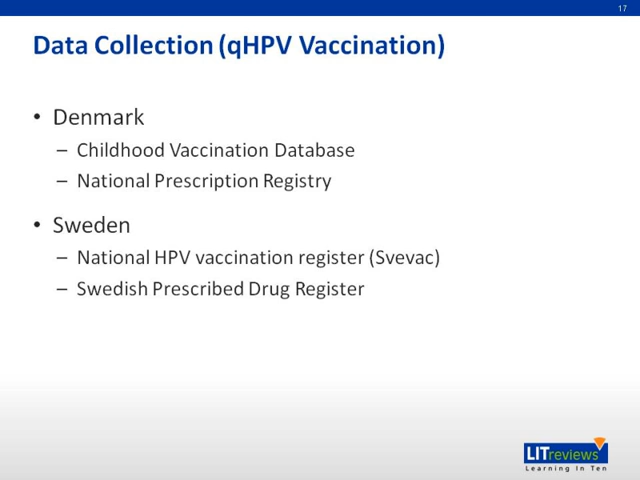 17
Data Collection (qHPV Vaccination)
• Denmark
– Childhood Vaccination Database
– National Prescription Registry
• Sweden
– National HPV vaccination register (Svevac)
– Swedish Prescribed Drug Register
LITreviews
Learning In Ten